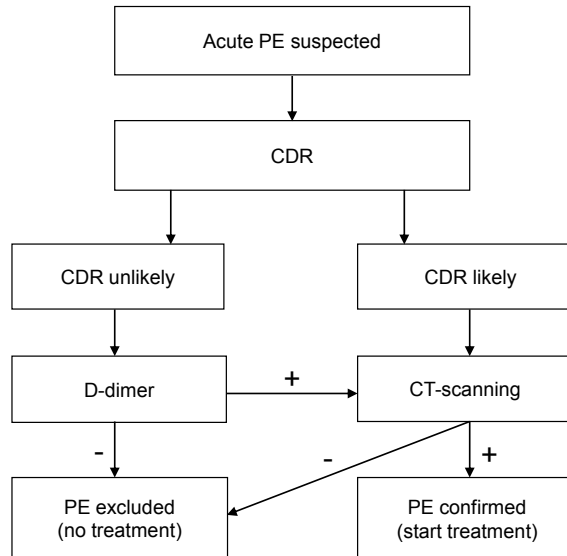 Acute PE suspected
CDR
CDR unlikely
CDR likely
D-dimer
+
CT-scanning
-
-
+
PE excluded
(no treatment)
PE confirmed
(start treatment)